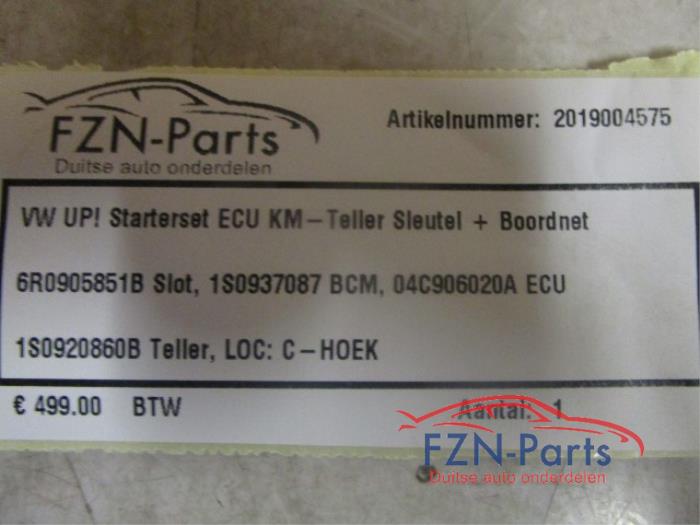 FZN-Parts
Duitse auto onderdelen
Artikelnummer: 2019004575
VW UP! Starterset ECU KM-Teller Sleutel + Boordnet
6R0905851B Slot, 1S0937087 BCM, 04C906020A ECU
1S0920860B Teller, LOC: C-HOEK
€ 499.00 BTW Aantal: 1
FZN-Parts
Duitse auto onderdelen